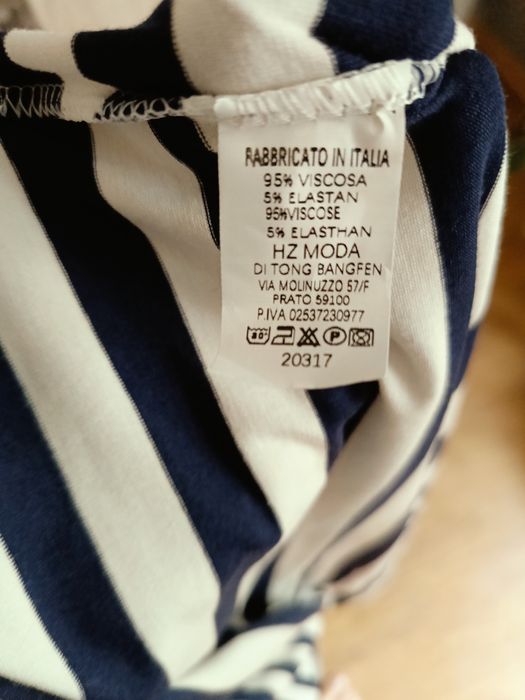 RABBRICATO IN ITALIA
95% VISCOSA
5% ELASTAN
95%VISCOSE
5% ELASTHAN
HZ MODA
DI TONG BANGFEN
VIA MOLINUZZO 57/F
PRATO 59100
P.IVA 02537230977
20317